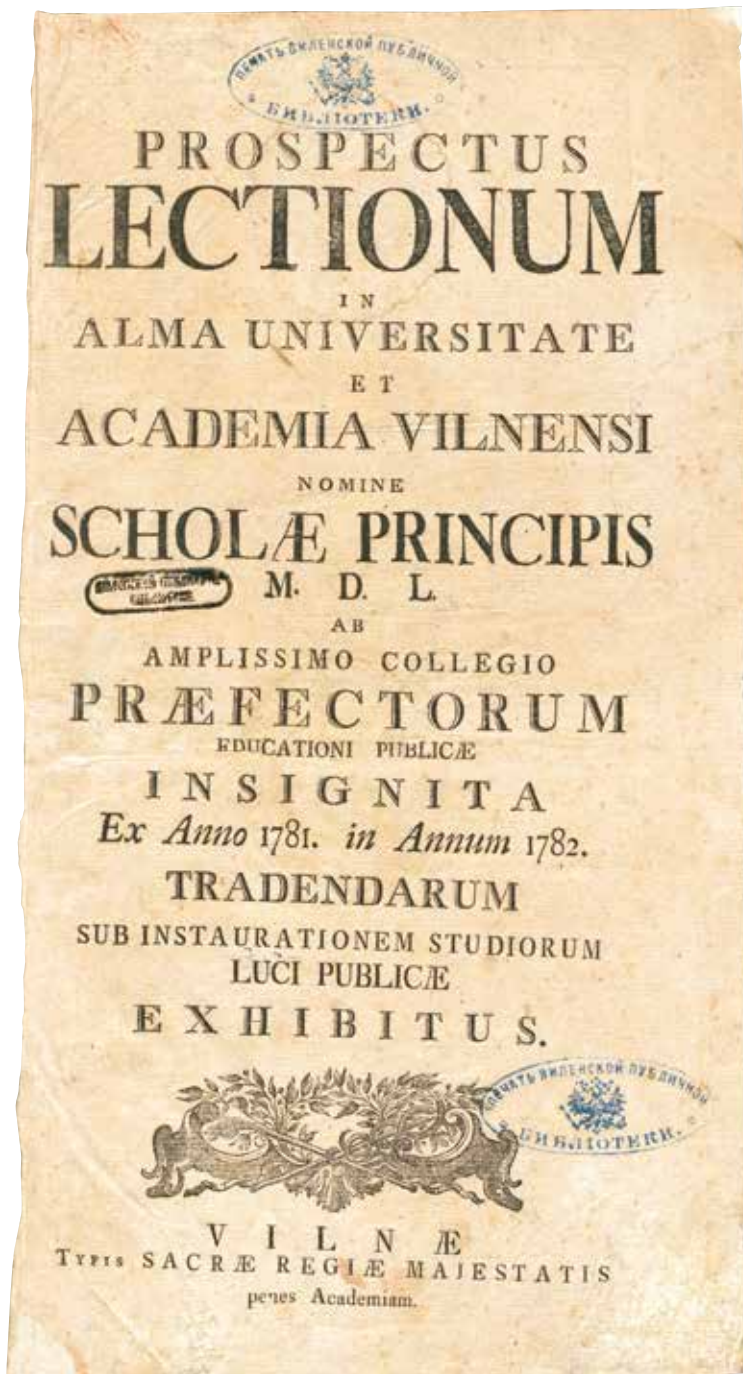 ПЕЧАТЬ ВИЛЕНСКОЙ ПУБЛИЧНОЙ
БИБЛІОТЕКИ.
PROSPECTUS
LECTIONUM
IN
ALMA UNIVERSITATE
ET
ACADEMIA VILNENSI
NOMINE
SCHOLÆ PRINCIPIS
M. D. L.
AB
AMPLISSIMO COLLEGIO
PRÆFECTORUM
EDUCATIONI PUBLICÆ
INSIGNITA
Ex Anno 1781. in Annum 1782.
TRADENDARUM
SUB INSTAURATIONEM STUDIORUM
LUCI PUBLICÆ
EXHIBITUS.
ПЕЧАТЬ ВИЛЕНСКОЙ ПУБЛИЧНОЙ
БИБЛІОТЕКИ.
VILNÆ
TYPIS SACRÆ REGIÆ MAJESTATIS
penes Academiam.